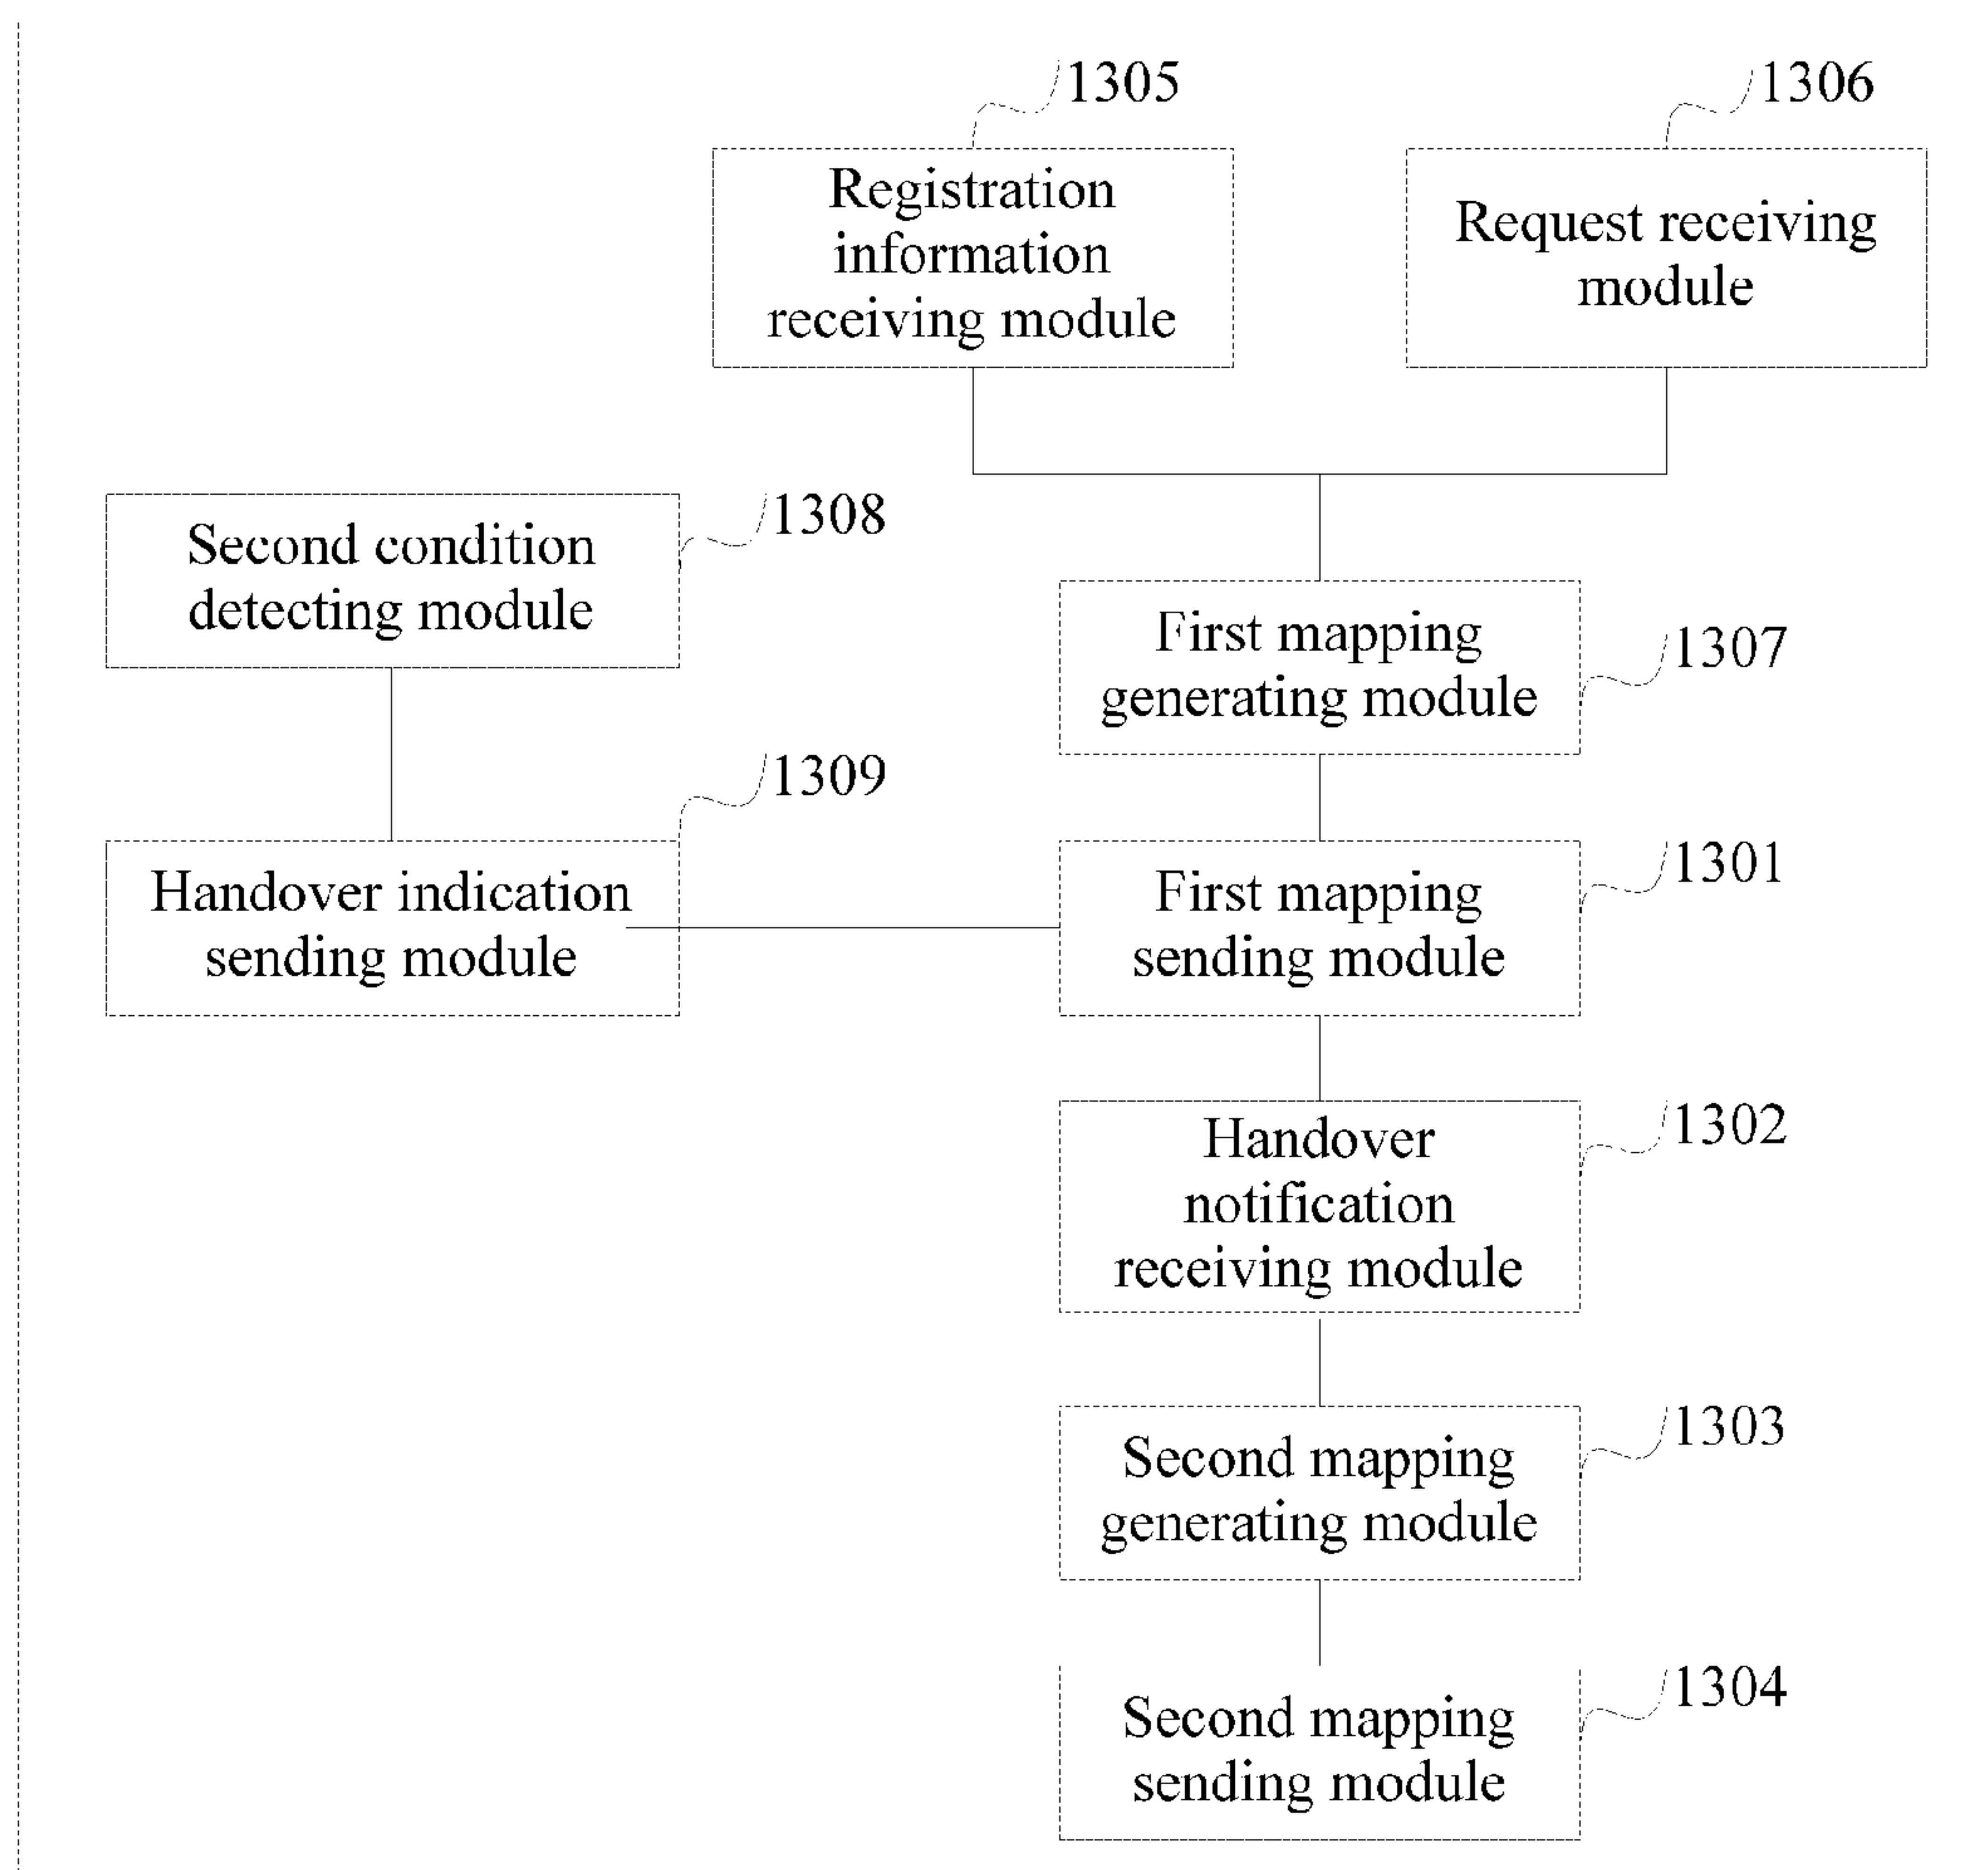 1305
1306
Registration
information
receiving module
Request receiving
module
1308
Second condition
detecting module
First mapping
generating module
1307
1309
Handover indication
sending module
First mapping
sending module
1301
Handover
notification
receiving module
1302
Second mapping
generating module
1303
Second mapping
sending module
1304